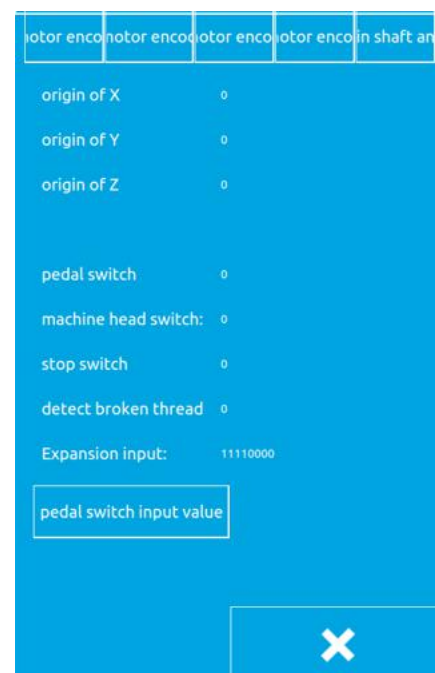 otor enco notor encoc otor enco otor enco in shaft an
origin of X 0
origin of Y 0
origin of Z 0
pedal switch 0
machine head switch: 0
stop switch 0
detect broken thread 0
Expansion input: 11110000
pedal switch input value